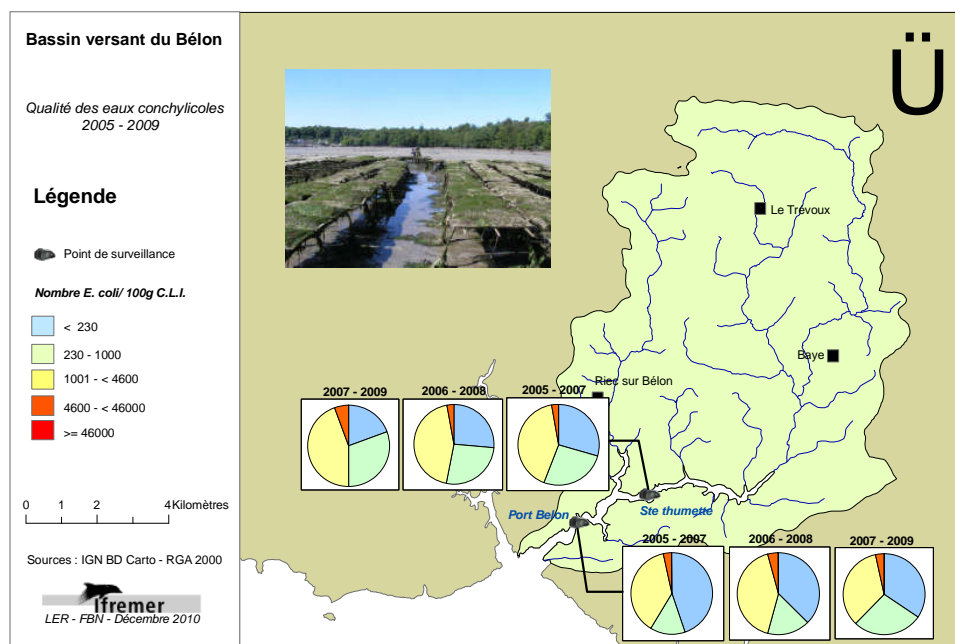 Bassin versant du Bélon
Qualité des eaux conchylicoles
2005 - 2009
Légende
Point de surveillance
Nombre E. coli/ 100g C.L.I.
< 230
230 - 1000
1001 - < 4600
4600 - < 46000
>= 46000
0 1 2 4 Kilomètres
Sources : IGN BD Carto - RGA 2000
Ifremer
LER - FBN - Décembre 2010
Ü
Le Trévoux
Baye
Riec sur Bélon
2007 - 2009
2006 - 2008
2005 - 2007
Port Belon
Ste thumette
2005 - 2007
2006 - 2008
2007 - 2009